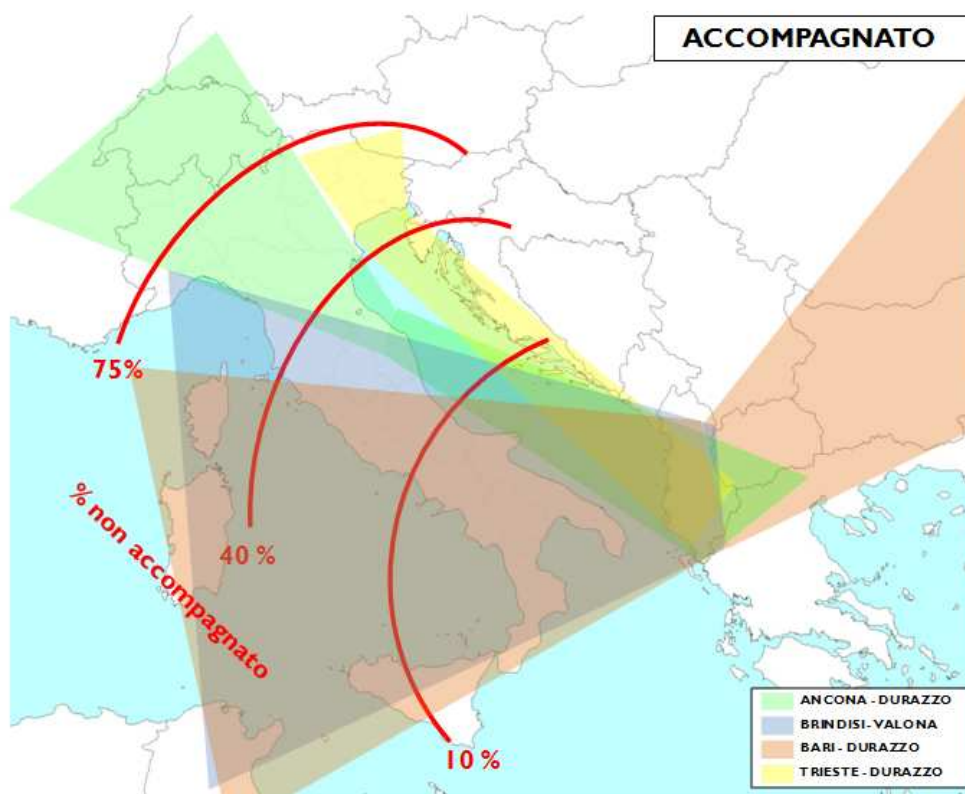 ACCOMPAGNATO
75%
% non accompagnato
40 %
10 %
ANCONA - DURAZZO
BRINDISI - VALONA
BARI - DURAZZO
TRIESTE - DURAZZO